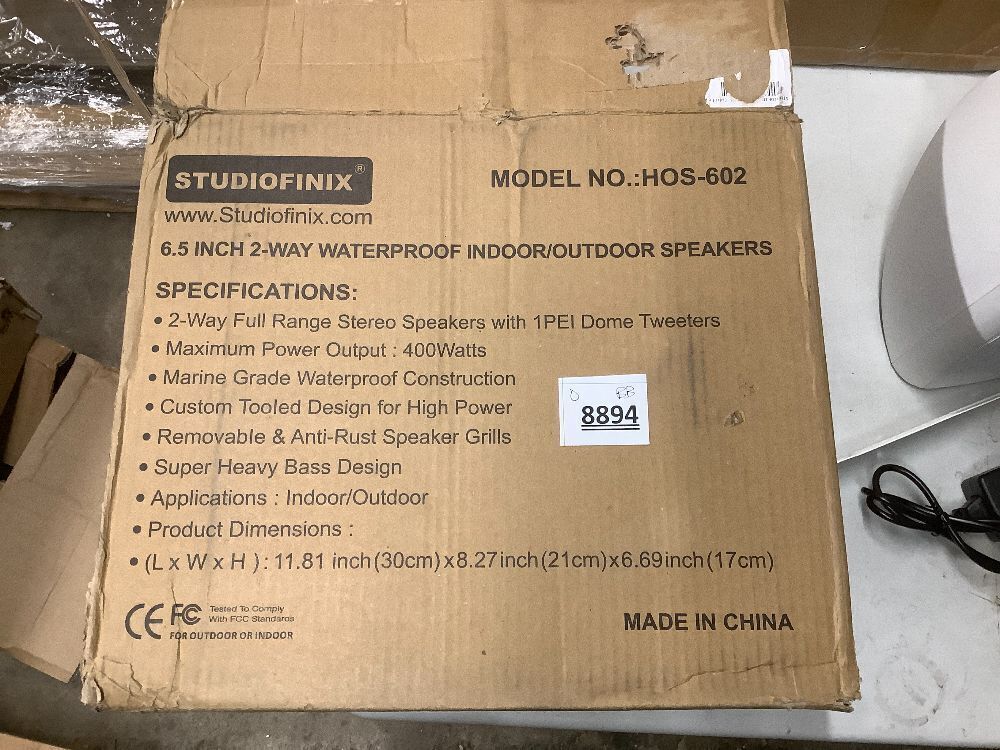 STUDIOFINIX®
MODEL NO.:HOS-602
www.Studiofinix.com
6.5 INCH 2-WAY WATERPROOF INDOOR/OUTDOOR SPEAKERS
SPECIFICATIONS:
• 2-Way Full Range Stereo Speakers with 1PEI Dome Tweeters
• Maximum Power Output : 400Watts
• Marine Grade Waterproof Construction
• Custom Tooled Design for High Power
• Removable & Anti-Rust Speaker Grills
• Super Heavy Bass Design
• Applications : Indoor/Outdoor
• Product Dimensions :
• (L x W x H ) : 11.81 inch(30cm)x8.27inch(21cm)x6.69inch(17cm)
8894
CE FC Tested To Comply
With FCC Standards
FOR OUTDOOR OR INDOOR
MADE IN CHINA